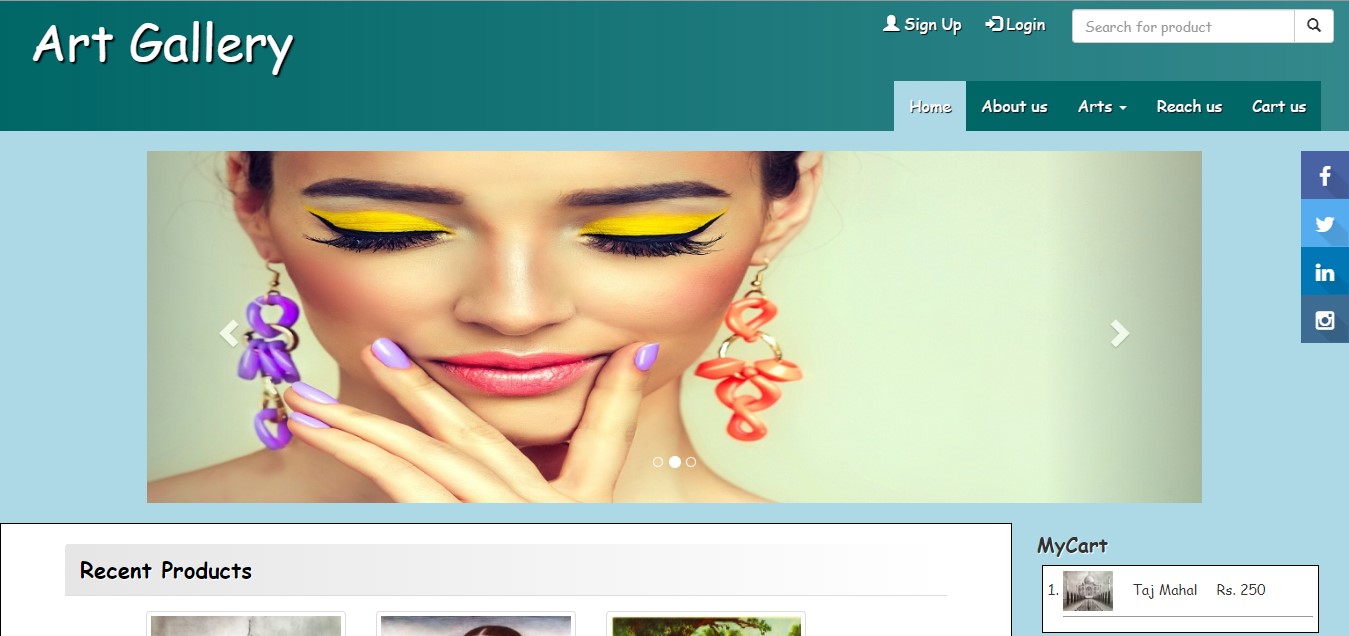 Art Gallery
Sign Up Login Search for product
Home About us Arts Reach us Cart us
Recent Products
MyCart
1. Taj Mahal Rs. 250